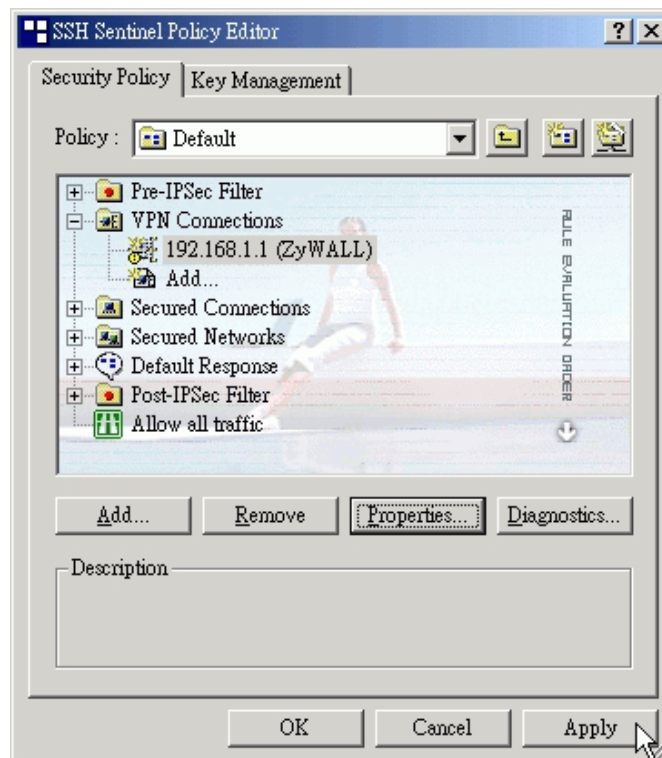 SSH Sentinel Policy Editor
Security Policy Key Management
Policy : Default
Pre-IPSec Filter
VPN Connections
192.168.1.1 (ZyWALL)
Add...
Secured Connections
Secured Networks
Default Response
Post-IPSec Filter
Allow all traffic
RULE EVALUATION ORDER
Add... Remove Properties... Diagnostics...
Description
OK Cancel Apply